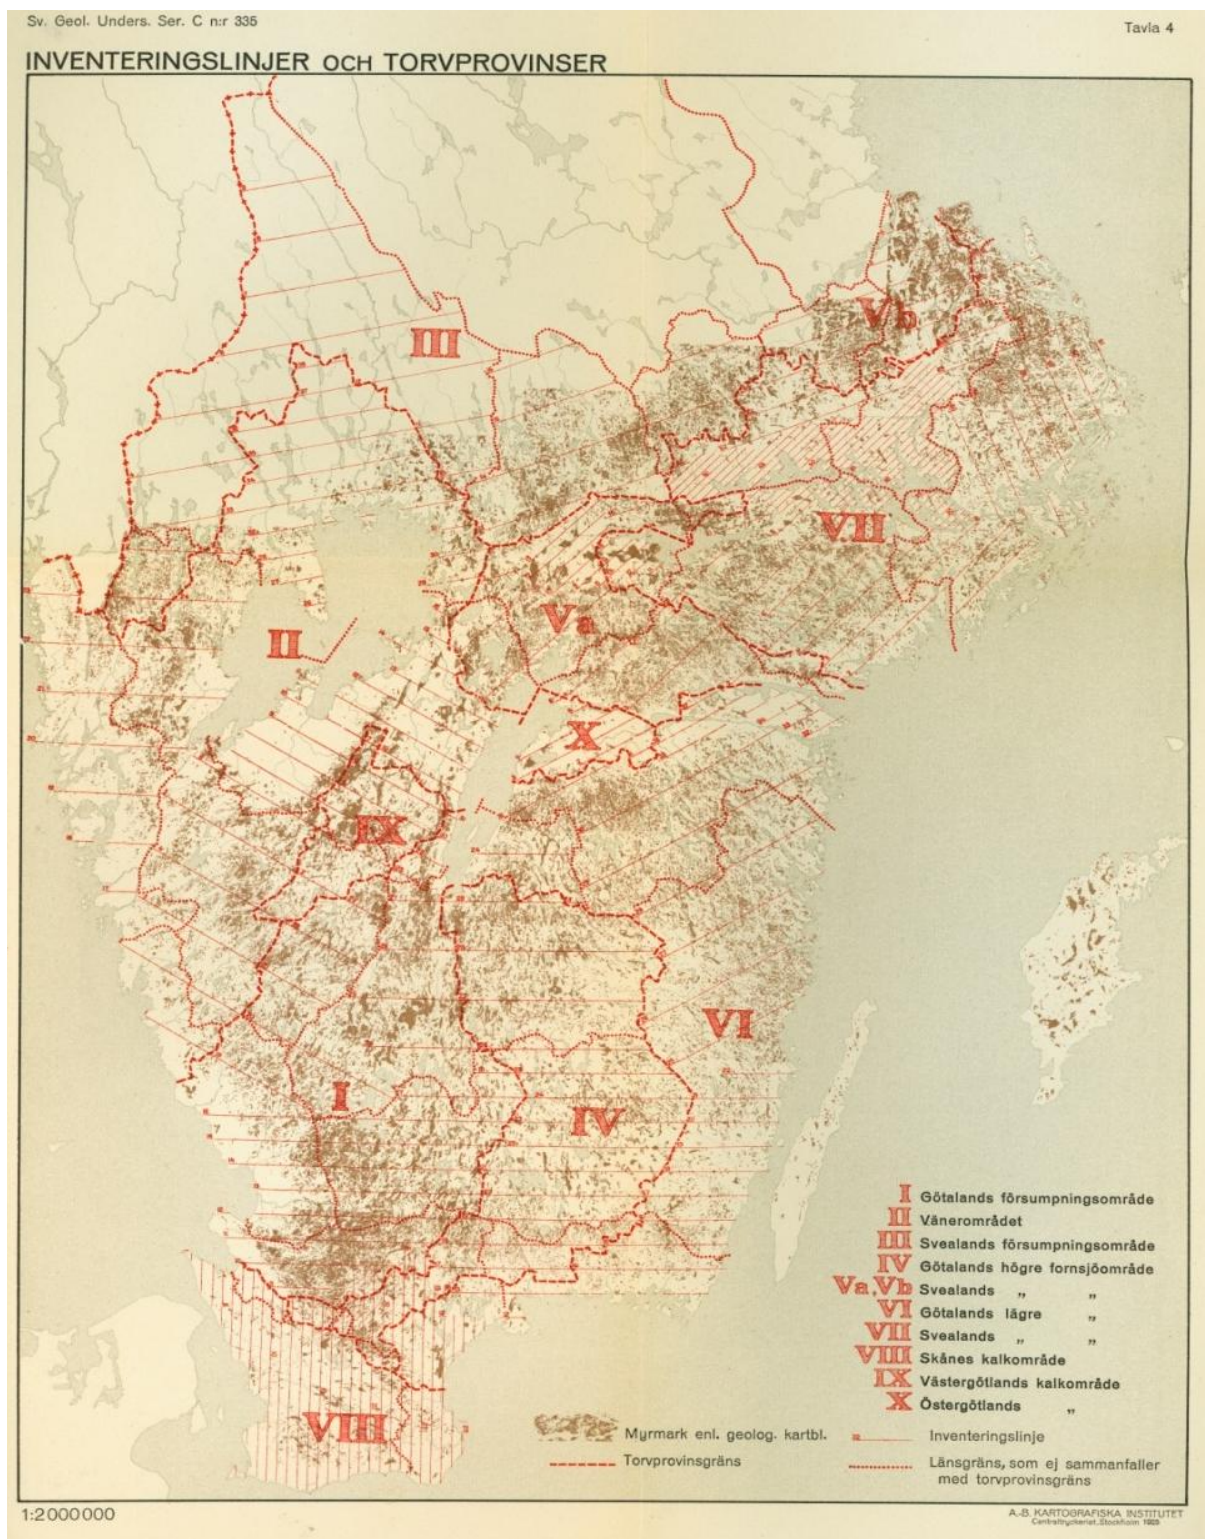 Sv. Geol. Unders. Ser. C n:r 335
Tavla 4
INVENTERINGSLINJER OCH TORVPROVINSER
III
Vb
VII
Va
II
X
IX
VI
I
IV
VIII
I Götalands försumpningsområde
II Vänerområdet
III Svealands försumpningsområde
IV Götalands högre fornsjöområde
Va,Vb Svealands „ „
VI Götalands lägre „
VII Svealands „ „
VIII Skånes kalkområde
IX Västergötlands kalkområde
X Östergötlands „
Myrmark enl. geolog. kartbl.
Inventeringslinje
Torvprovinsgräns
Länsgräns, som ej sammanfaller
med torvprovinsgräns
1:2000000
A.-B. KARTOGRAFISKA INSTITUTET
Centraltryckeriet, Stockholm